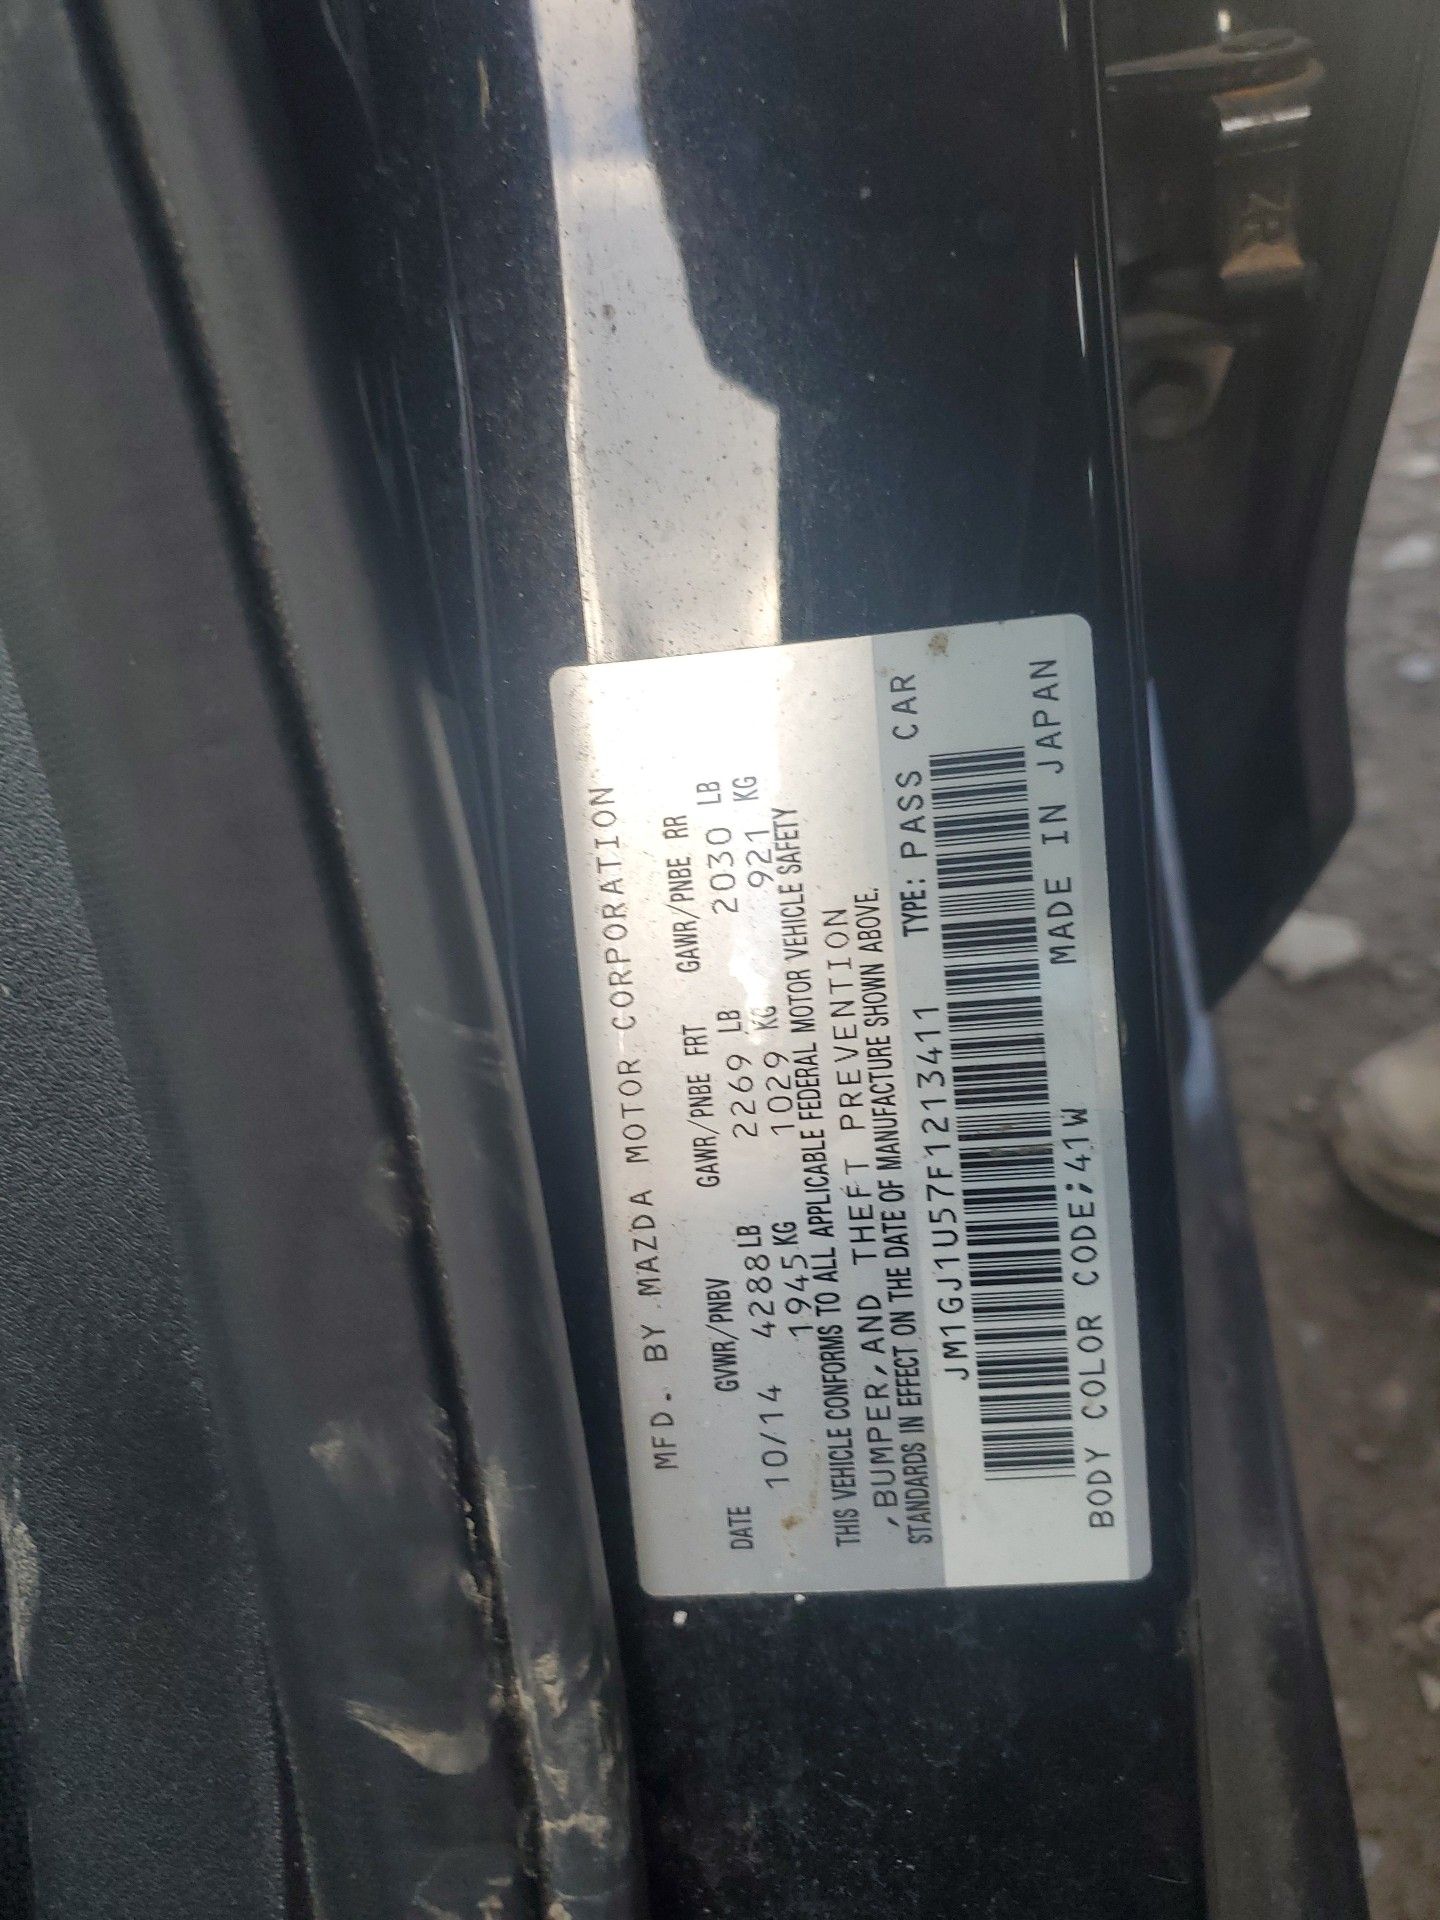 MFD. BY MAZDA MOTOR CORPORATION
DATE GVWR/PNBV GAWR/PNBE FRT GAWR/PNBE RR
10/14 4288LB 2269 LB 2030 LB
1945KG 1029 KG 921 KG
THIS VEHICLE CONFORMS TO ALL APPLICABLE FEDERAL MOTOR VEHICLE SAFETY
,BUMPER,AND THEFT PREVENTION
STANDARDS IN EFFECT ON THE DATE OF MANUFACTURE SHOWN ABOVE.
JM1GJ1U57F1213411 TYPE: PASS CAR
BODY COLOR CODE;41W MADE IN JAPAN